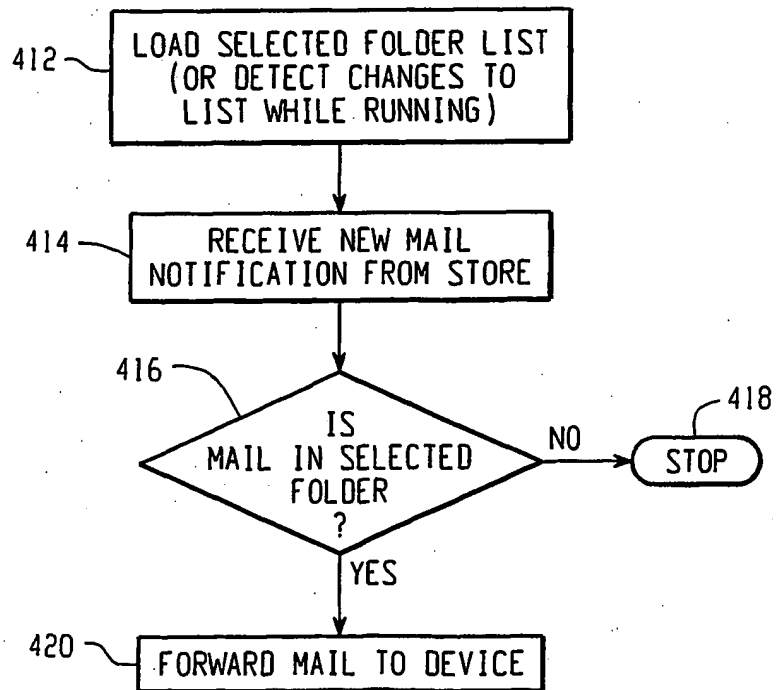 412
LOAD SELECTED FOLDER LIST
(OR DETECT CHANGES TO
LIST WHILE RUNNING)
414
RECEIVE NEW MAIL
NOTIFICATION FROM STORE
416
IS
MAIL IN SELECTED
FOLDER
?
NO
418
STOP
YES
420
FORWARD MAIL TO DEVICE